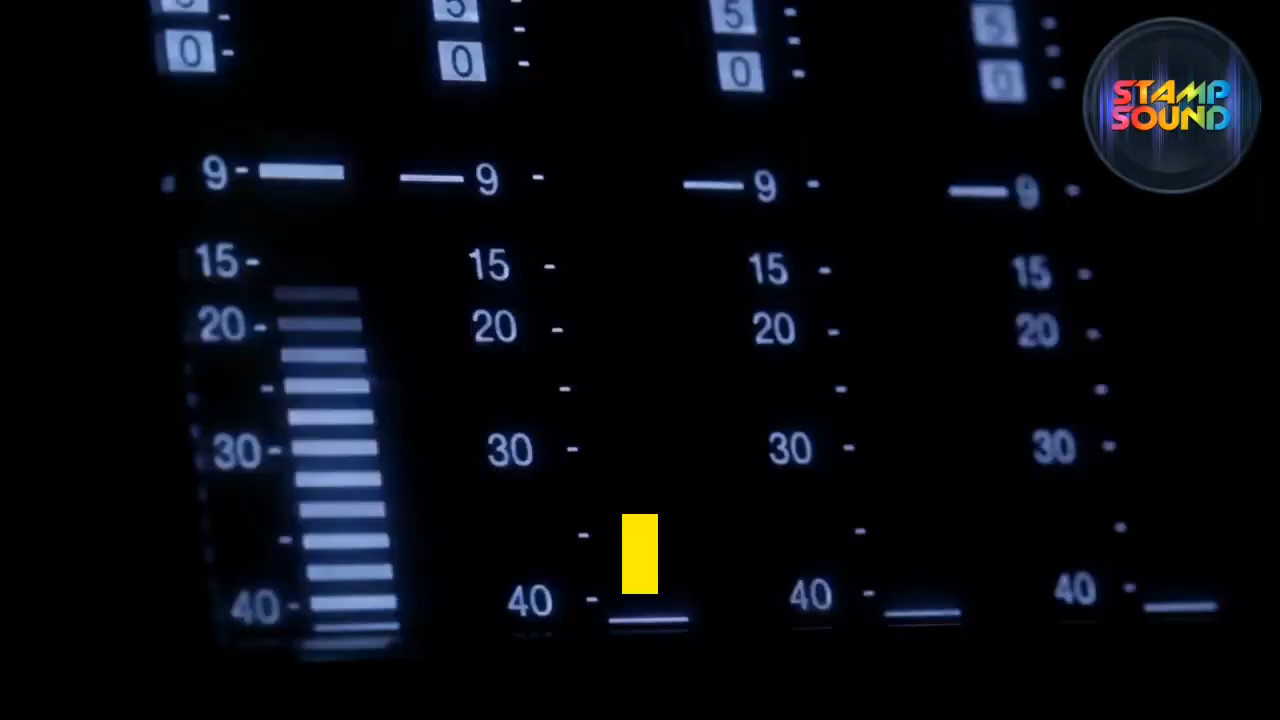 5 5 5 5
0 0 0 0
STAMP
SOUND
9 9 9 9
15 15 15 15
20 20 20 20
30 30 30 30
40 40 40 40